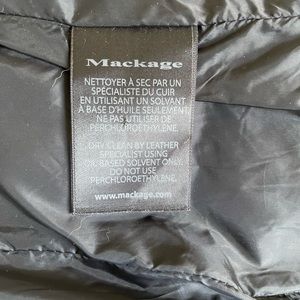 Mackage
NETTOYER À SEC PAR UN
SPÉCIALISTE DU CUIR
EN UTILISANT UN SOLVANT
À BASE D'HUILE SEULEMENT.
NE PAS UTILISER DE
PERCHLOROETHYLÈNE.
DRY CLEAN BY LEATHER
SPECIALIST USING
OIL BASED SOLVENT ONLY.
DO NOT USE
PERCHLOROETHYLENE.
www.mackage.com